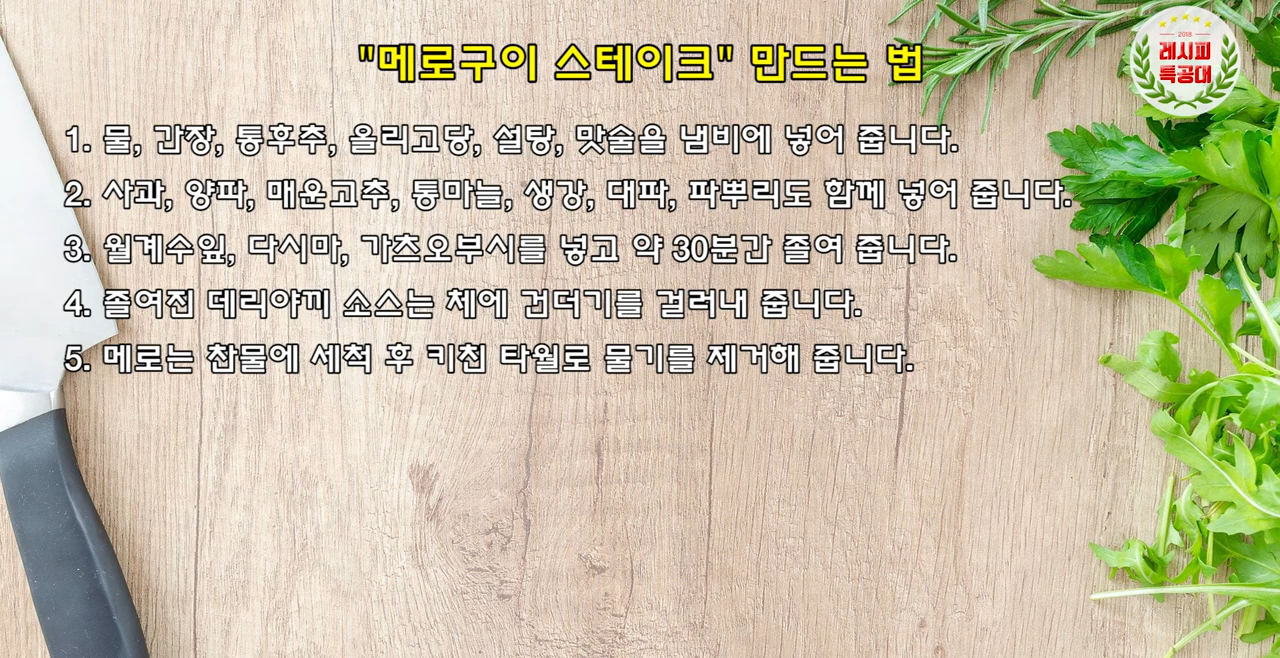 "메로구이 스테이크" 만드는 법
2018
레시피
특공대
1. 물, 간장, 통후추, 올리고당, 설탕, 맛술을 냄비에 넣어 줍니다.
2. 사과, 양파, 매운고추, 통마늘, 생강, 대파, 파뿌리도 함께 넣어 줍니다.
3. 월계수잎, 다시마, 가츠오부시를 넣고 약 30분간 졸여 줍니다.
4. 졸여진 데리야끼 소스는 체에 건더기를 걸러내 줍니다.
5. 메로는 찬물에 세척 후 키친 타월로 물기를 제거해 줍니다.